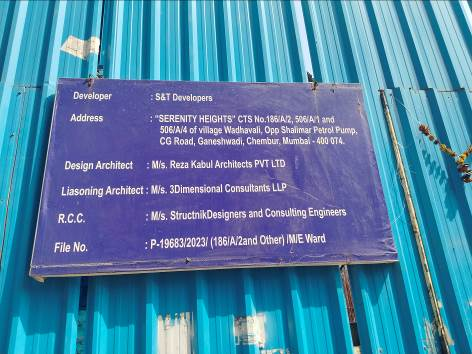 Developer : S&T Developers
Address : "SERENITY HEIGHTS" CTS No.186/A/2, 506/A/1 and
506/A/4 of village Wadhavali, Opp Shalimar Petrol Pump,
CG Road, Ganeshwadi, Chembur, Mumbai - 400 074.
Design Architect : M/s. Reza Kabul Architects PVT LTD
Liasoning Architect : M/s. 3Dimensional Consultants LLP
R.C.C. : M/s. StructnikDesigners and Consulting Engineers
File No. : P-19683/2023/ (186/A/2and Other) /M/E Ward